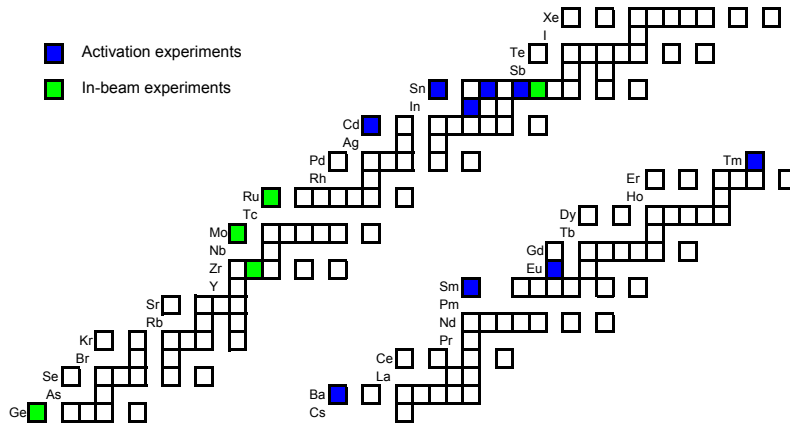 Xe
I
Activation experiments
Te
Sb
In-beam experiments
Sn
In
Cd
Ag
Pd
Rh
Tm
Er
Ho
Ru
Tc
Dy
Tb
Mo
Nb
Gd
Zr
Eu
Y
Sm
Pm
Sr
Rb
Nd
Pr
Kr
Br
Ce
La
Se
As
Ba
Cs
Ge